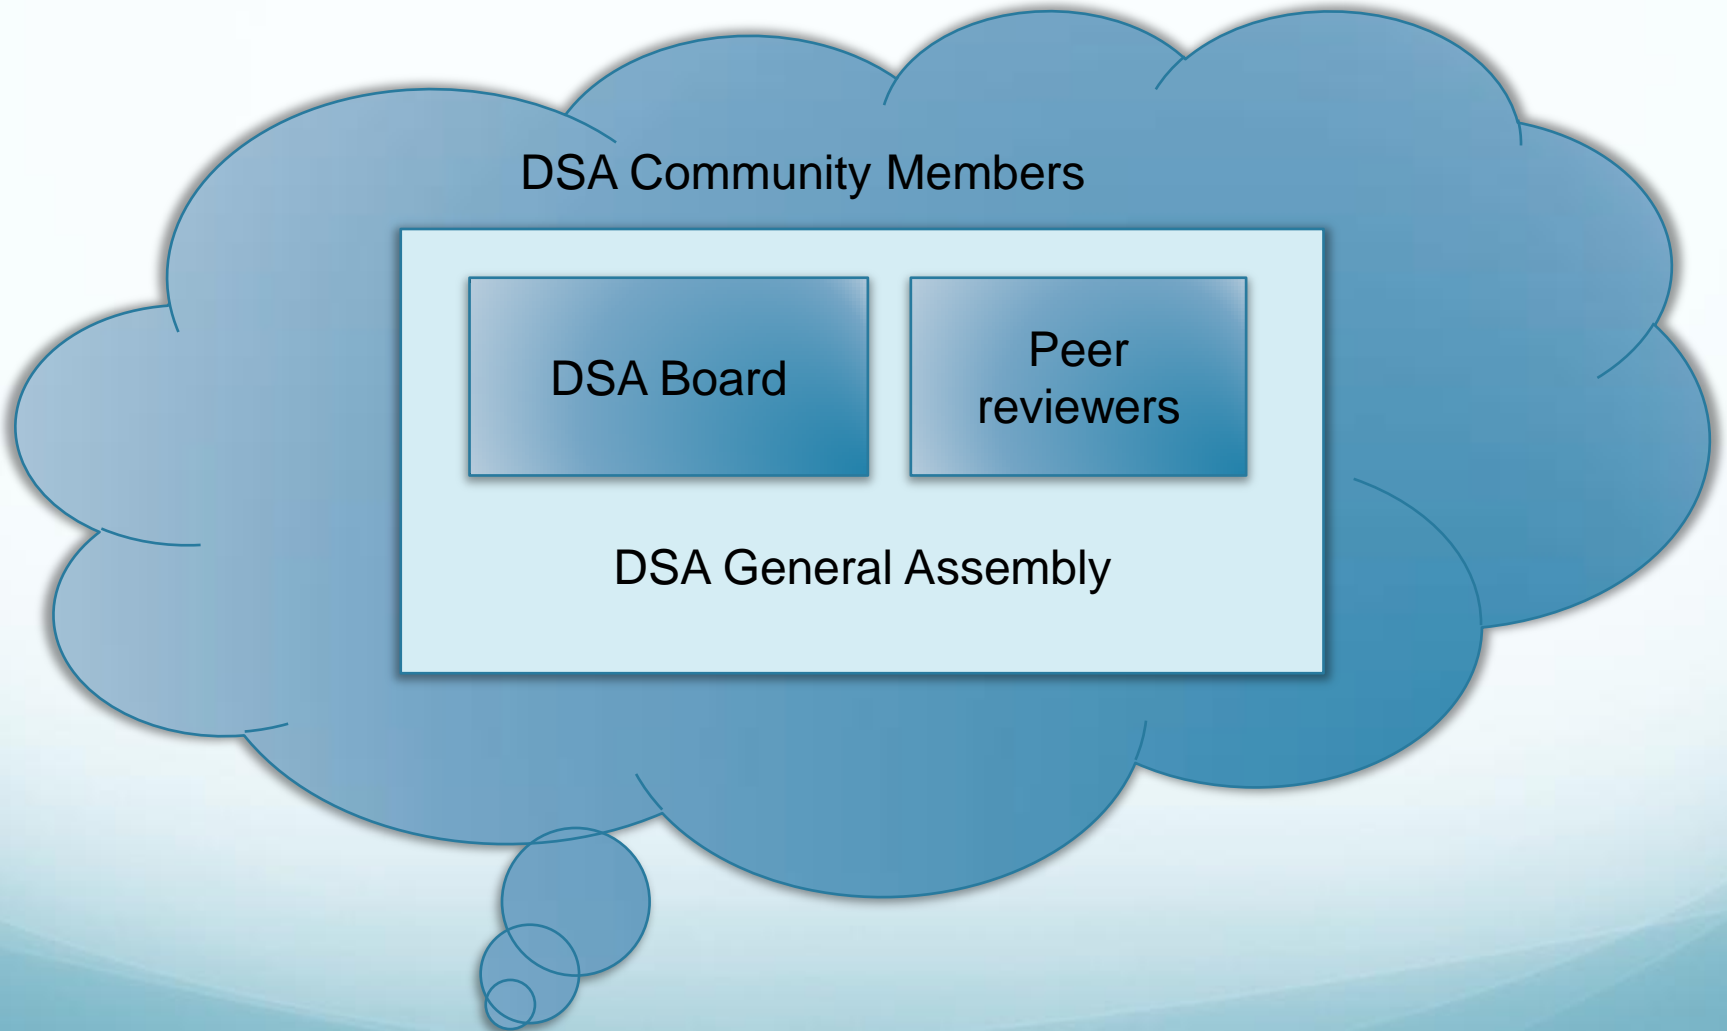 DSA Community Members
DSA Board
Peer
reviewers
DSA General Assembly